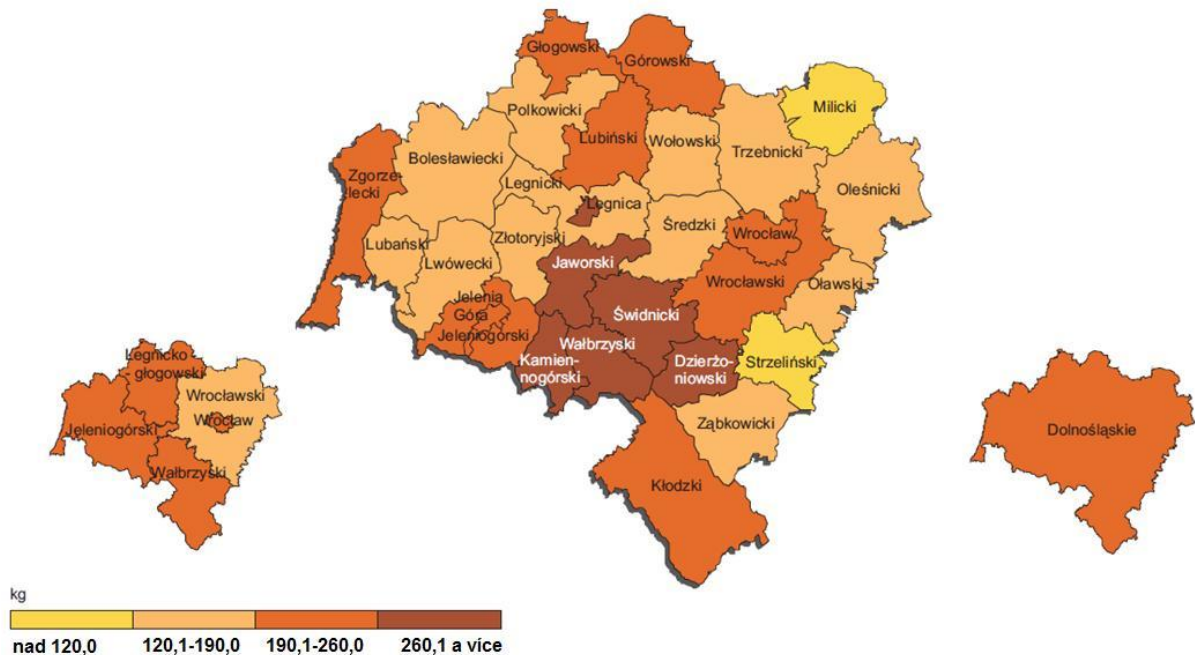 Głogowski
Górowski
Milicki
Polkowicki
Lubiński
Wołowski
Trzebnicki
Bolesławiecki
Zgorze-
lecki
Legnicki
Legnica
Oleśnicki
Średzki
Wrocław
Lubański
Złotoryjski
Lwówecki
Jaworski
Wrocławski
Oławski
Jelenia
Góra
Jeleniogórski
Świdnicki
Wałbrzyski
Kamien-
nogórski
Dzierżo-
niowski
Strzeliński
Ząbkowicki
Kłodzki
Legnicko
głogowski
Wrocławski
Wrocław
Jeleniogórski
Wałbrzyski
Dolnośląskie
kg
nad 120,0 120,1-190,0 190,1-260,0 260,1 a více